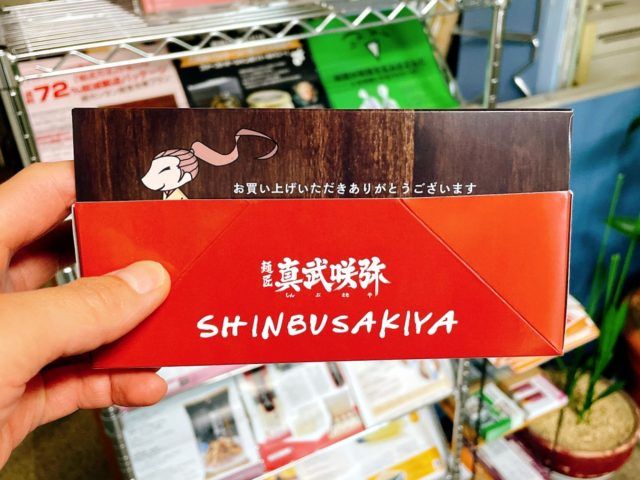 72%
お買い上げいただきありがとうございます
麺匠 真武咲弥
しんぶさきや
SHINBUSAKIYA